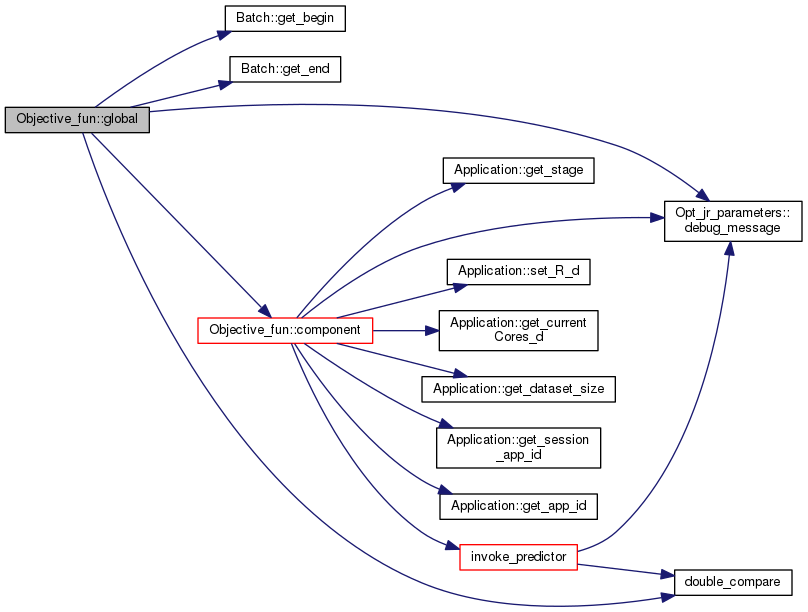 Batch::get_begin
Batch::get_end
Objective_fun::global
Application::get_stage
Opt_jr_parameters::
debug_message
Application::set_R_d
Objective_fun::component
Application::get_current
Cores_d
Application::get_dataset_size
Application::get_session
_app_id
Application::get_app_id
invoke_predictor
double_compare